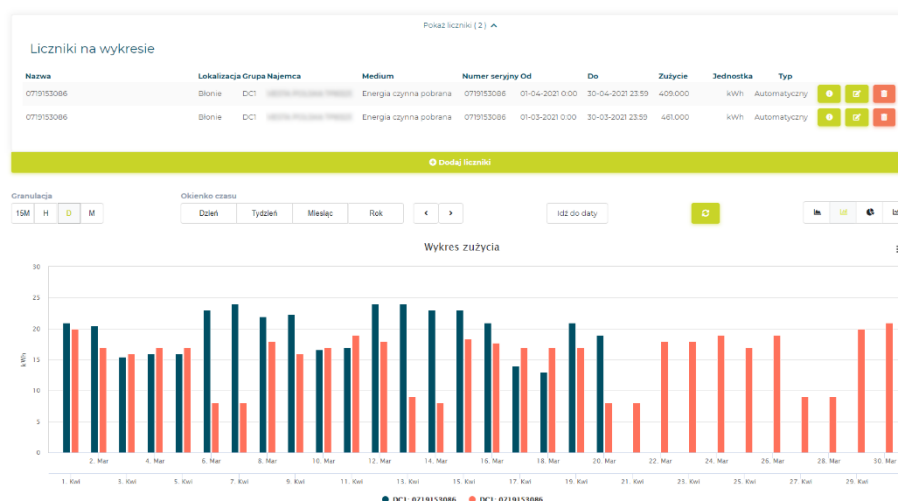 Pokaż liczniki ( 2 )
Liczniki na wykresie
Nazwa Lokalizacja Grupa Najemca Medium Numer seryjny Od Do Zużycie Jednostka Typ
0719153086 Błonie DC1 Energia czynna pobrana 0719153086 01-04-2021 0:00 30-04-2021 23:59 409.000 kWh Automatyczny
0719153086 Błonie DC1 Energia czynna pobrana 0719153086 01-03-2021 0:00 30-03-2021 23:59 461.000 kWh Automatyczny
Dodaj liczniki
Granulacja Okienko czasu
15M H D M Dzień Tydzień Miesiąc Rok Idź do daty
Wykres zużycia
30
25
20
15
10
5
0
kWh
2. Mar 4. Mar 6. Mar 8. Mar 10. Mar 12. Mar 14. Mar 16. Mar 18. Mar 20. Mar 22. Mar 24. Mar 26. Mar 28. Mar 30. Mar
1. Kwi 3. Kwi 5. Kwi 7. Kwi 9. Kwi 11. Kwi 13. Kwi 15. Kwi 17. Kwi 19. Kwi 21. Kwi 23. Kwi 25. Kwi 27. Kwi 29. Kwi
DC1: 0719153086 DC1: 0719153086